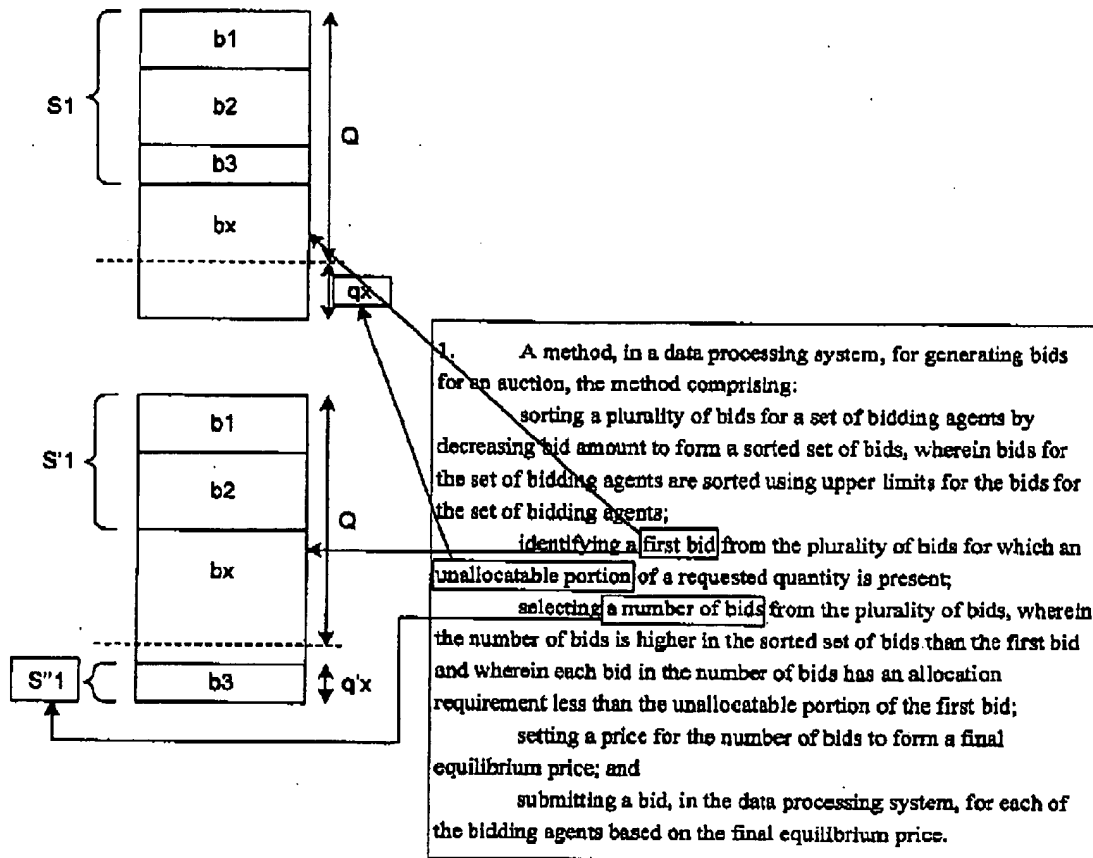 b1
S1
b2
Q
b3
bx
qx
b1
S'1
b2
Q
bx
S"1
b3
q'x
1. A method, in a data processing system, for generating bids
for an auction, the method comprising:
sorting a plurality of bids for a set of bidding agents by
decreasing bid amount to form a sorted set of bids, wherein bids for
the set of bidding agents are sorted using upper limits for the bids for
the set of bidding agents;
identifying a first bid from the plurality of bids for which an
unallocatable portion of a requested quantity is present;
selecting a number of bids from the plurality of bids, wherein
the number of bids is higher in the sorted set of bids than the first bid
and wherein each bid in the number of bids has an allocation
requirement less than the unallocatable portion of the first bid;
setting a price for the number of bids to form a final
equilibrium price; and
submitting a bid, in the data processing system, for each of
the bidding agents based on the final equilibrium price.